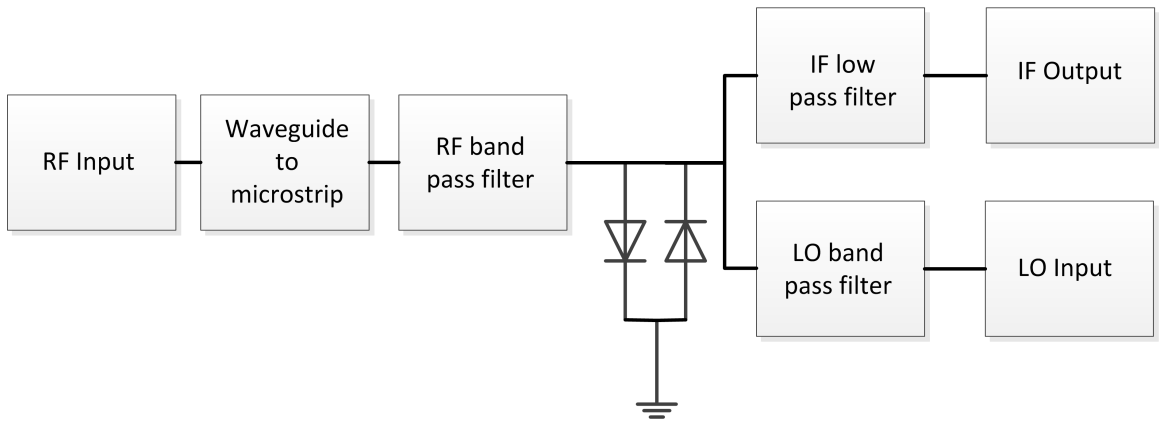 RF Input
Waveguide
to
microstrip
RF band
pass filter
IF low
pass filter
IF Output
LO band
pass filter
LO Input